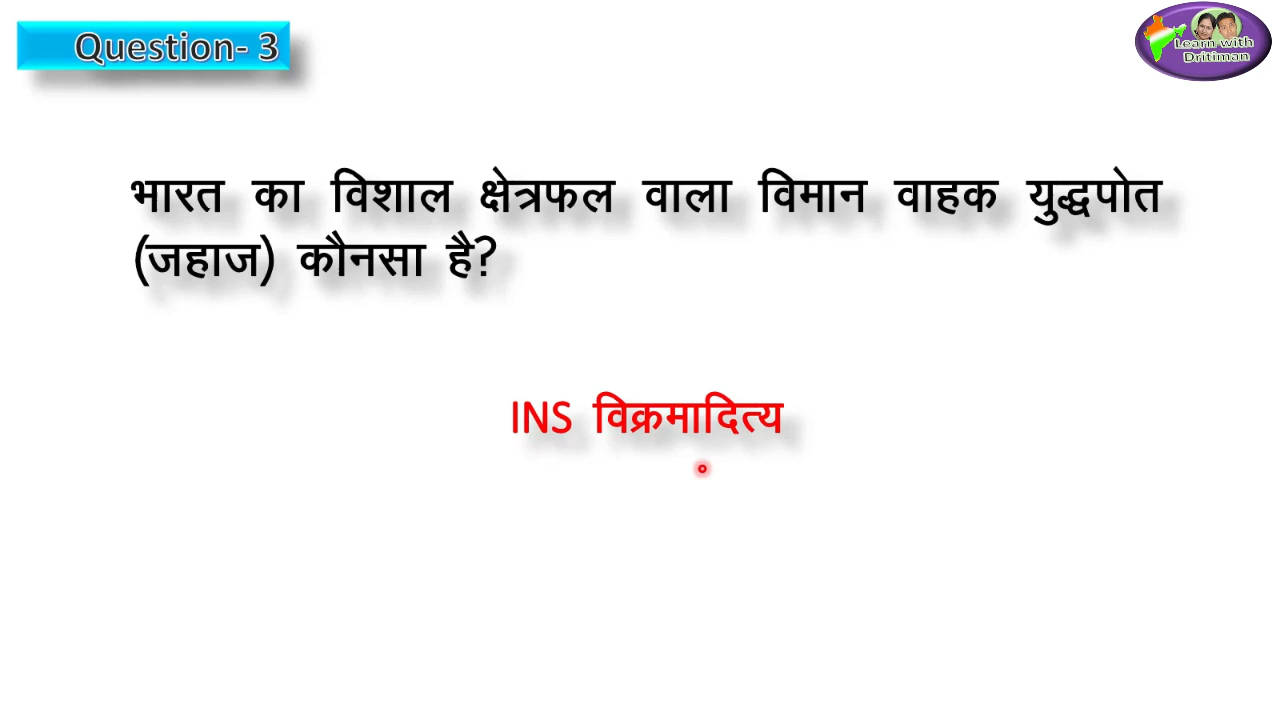 Question- 3
Learn with
Dritiman
भारत का विशाल क्षेत्रफल वाला विमान वाहक युद्धपोत
(जहाज) कौनसा है?
INS विक्रमादित्य